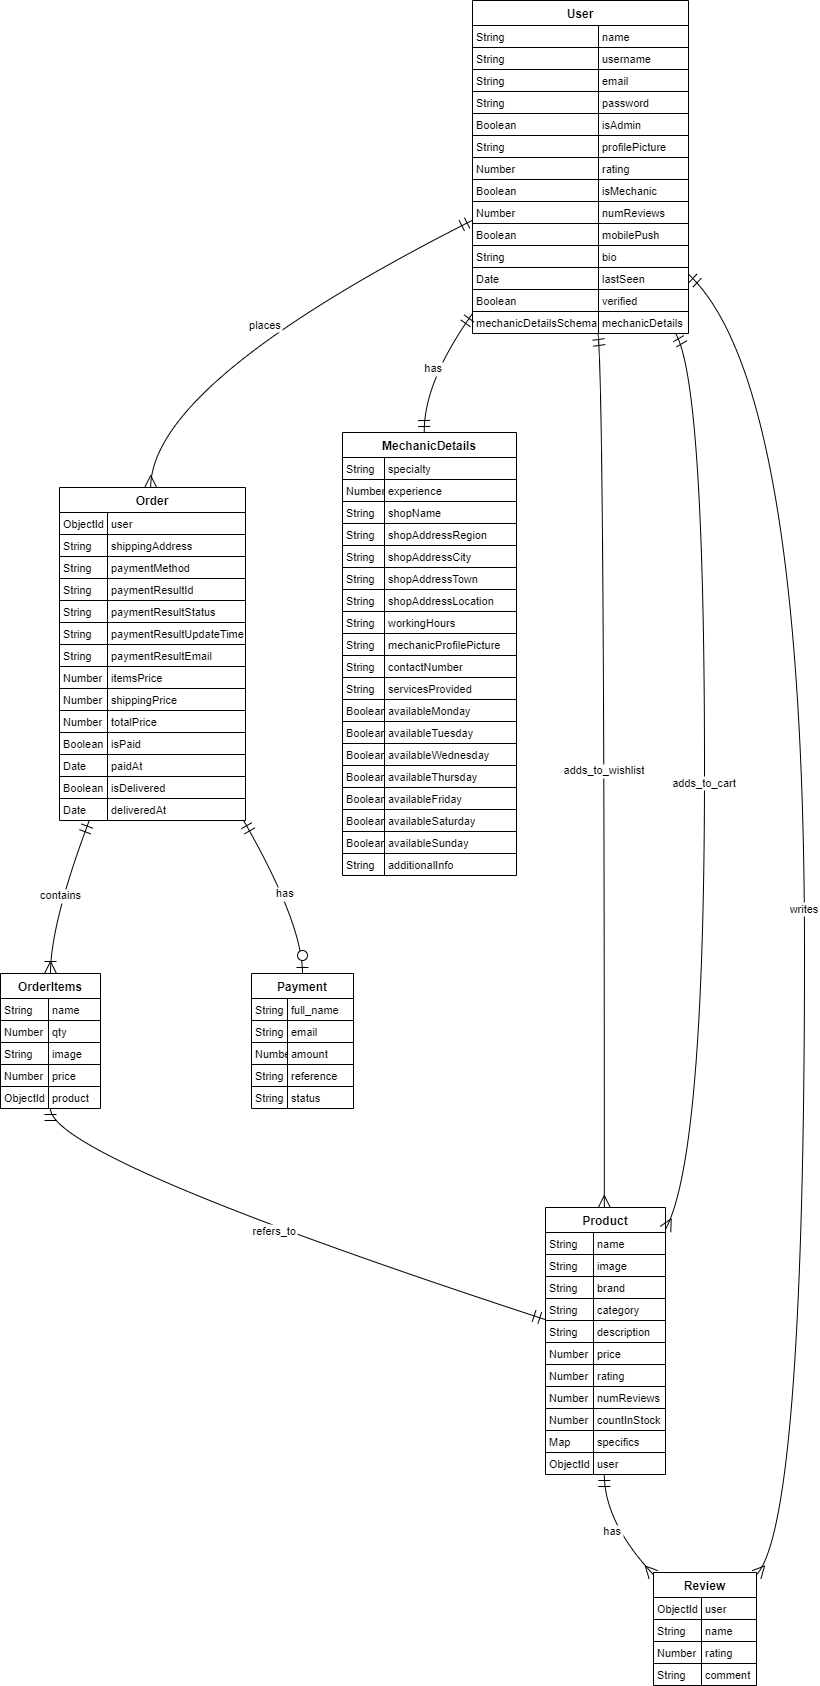 User
String name
String username
String email
String password
Boolean isAdmin
String profilePicture
Number rating
Boolean isMechanic
Number numReviews
Boolean mobilePush
String bio
Date lastSeen
Boolean verified
mechanicDetailsSchema mechanicDetails
places
has
MechanicDetails
String specialty
Number experience
String shopName
String shopAddressRegion
String shopAddressCity
String shopAddressTown
String shopAddressLocation
String workingHours
String mechanicProfilePicture
String contactNumber
String servicesProvided
Boolean availableMonday
Boolean availableTuesday
Boolean availableWednesday
Boolean availableThursday
Boolean availableFriday
Boolean availableSaturday
Boolean availableSunday
String additionalInfo
Order
ObjectId user
String shippingAddress
String paymentMethod
String paymentResultId
String paymentResultStatus
String paymentResultUpdateTime
String paymentResultEmail
Number itemsPrice
Number shippingPrice
Number totalPrice
Boolean isPaid
Date paidAt
Boolean isDelivered
Date deliveredAt
adds_to_wishlist
adds_to_cart
contains
has
writes
OrderItems
String name
Number qty
String image
Number price
ObjectId product
Payment
String full_name
String email
Number amount
String reference
String status
refers_to
Product
String name
String image
String brand
String category
String description
Number price
Number rating
Number numReviews
Number countInStock
Map specifics
ObjectId user
has
Review
ObjectId user
String name
Number rating
String comment